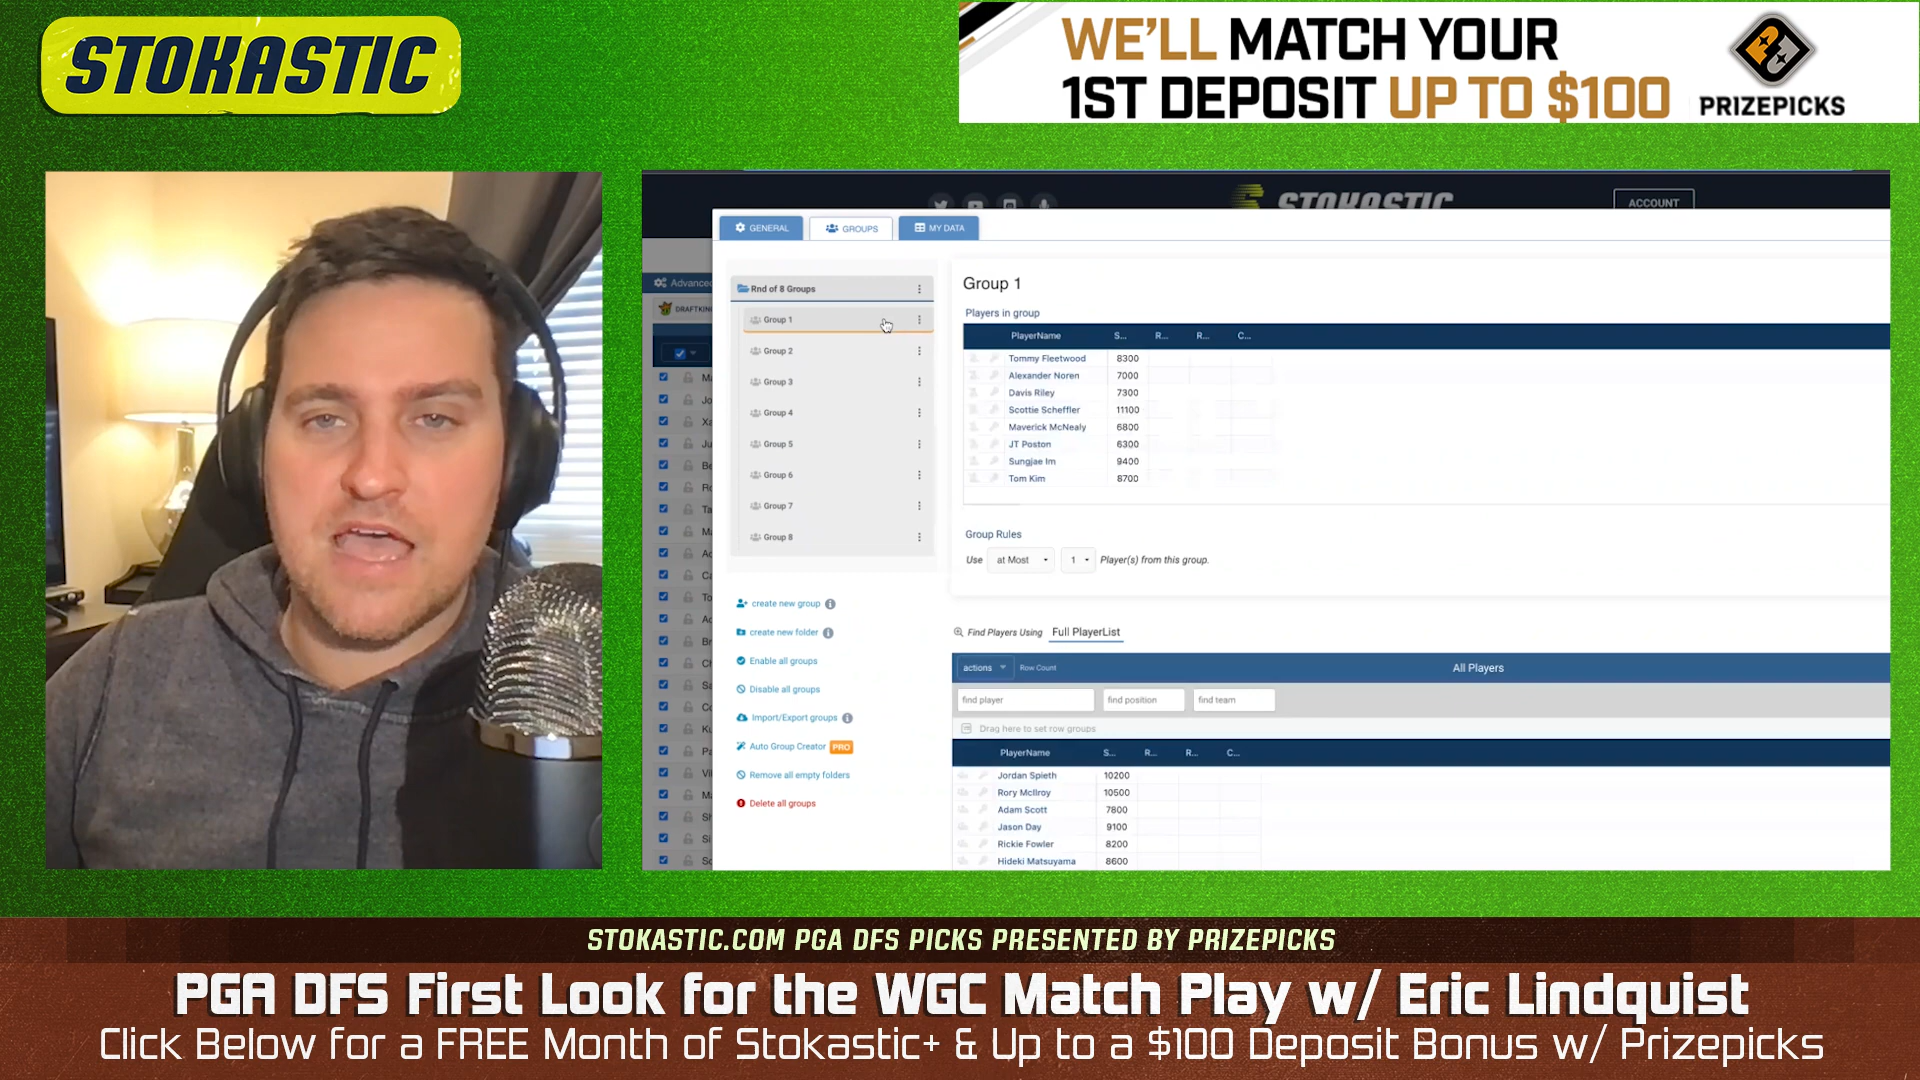 STOKASTIC
WE'LL MATCH YOUR
1ST DEPOSIT UP TO $100
PRIZEPICKS
STOKASTIC
ACCOUNT
GENERAL
GROUPS
MY DATA
Advanced
DRAFTKIN
Rnd of 8 Groups
Group 1
Group 2
Group 3
Group 4
Group 5
Group 6
Group 7
Group 8
create new group
create new folder
Enable all groups
Disable all groups
Import/Export groups
Auto Group Creator PRO
Remove all empty folders
Delete all groups
Group 1
Players in group
PlayerName S... R... R... C...
Tommy Fleetwood 8300
Alexander Noren 7000
Davis Riley 7300
Scottie Scheffler 11100
Maverick McNealy 6800
JT Poston 6300
Sungjae Im 9400
Tom Kim 8700
Group Rules
Use at Most 1 Player(s) from this group.
Find Players Using Full PlayerList
actions Row Count All Players
find player find position find team
Drag here to set row groups
PlayerName S... R... R... C...
Jordan Spieth 10200
Rory McIlroy 10500
Adam Scott 7800
Jason Day 9100
Rickie Fowler 8200
Hideki Matsuyama 8600
STOKASTIC.COM PGA DFS PICKS PRESENTED BY PRIZEPICKS
PGA DFS First Look for the WGC Match Play w/ Eric Lindquist
Click Below for a FREE Month of Stokastic+ & Up to a $100 Deposit Bonus w/ Prizepicks